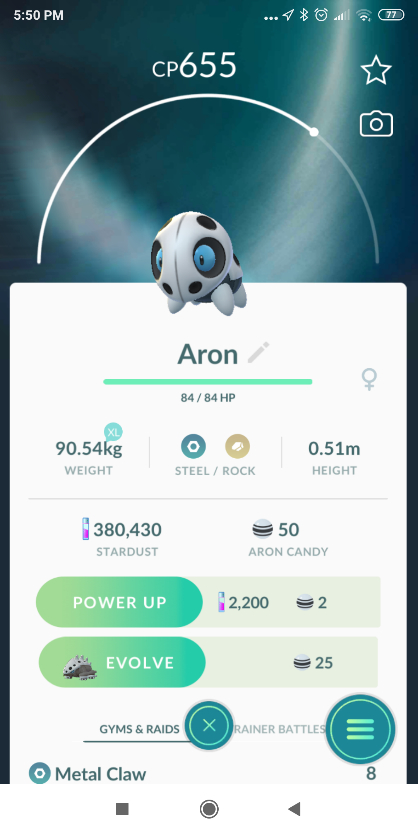 5:50 PM
77
CP655
Aron
84 / 84 HP
XL
90.54kg
WEIGHT
STEEL / ROCK
0.51m
HEIGHT
380,430
STARDUST
50
ARON CANDY
POWER UP
2,200
2
EVOLVE
25
GYMS & RAIDS
RAINER BATTLES
Metal Claw
8